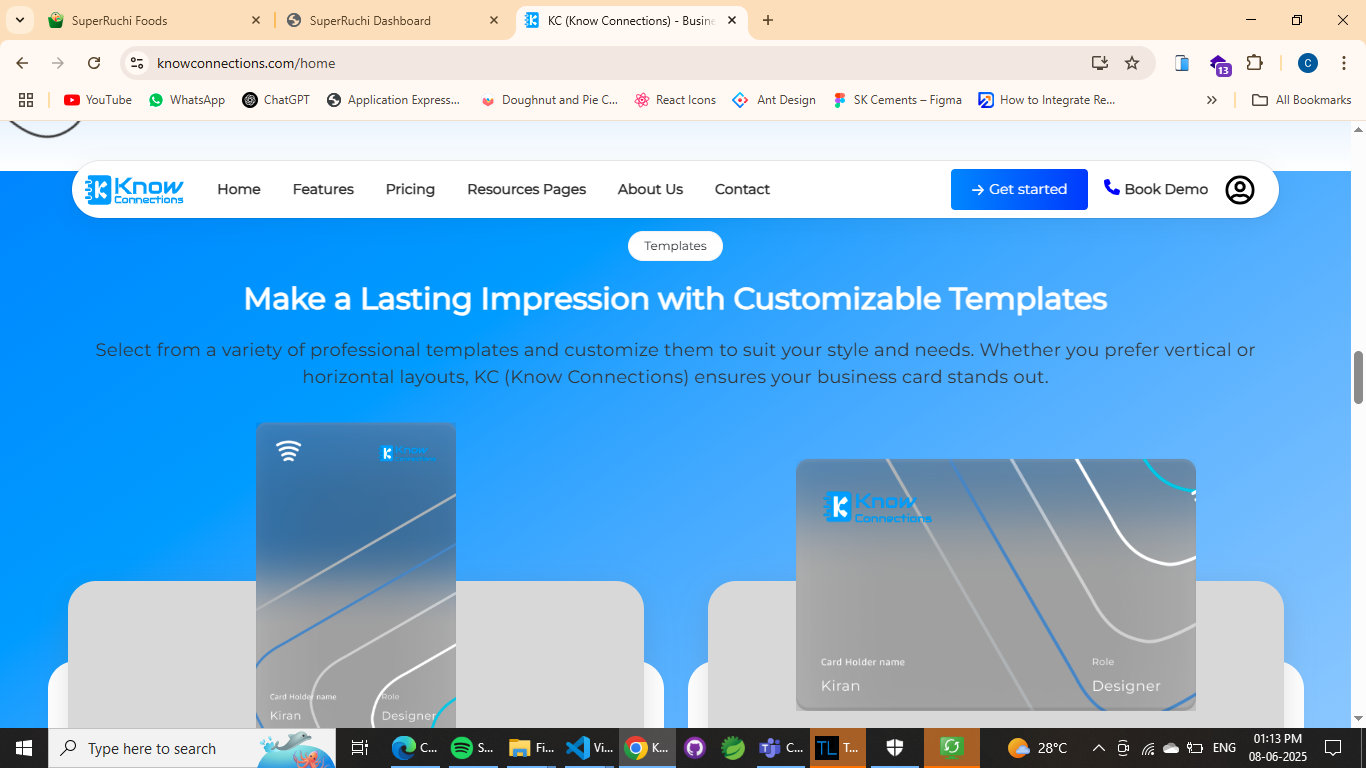 SuperRuchi Foods
SuperRuchi Dashboard
KC (Know Connections) - Busine
knowconnections.com/home
13
C
YouTube
WhatsApp
ChatGPT
Application Express...
Doughnut and Pie C...
React Icons
Ant Design
SK Cements – Figma
How to Integrate Re...
All Bookmarks
Know
Connections
Home
Features
Pricing
Resources Pages
About Us
Contact
Get started
Book Demo
Templates
Make a Lasting Impression with Customizable Templates
Select from a variety of professional templates and customize them to suit your style and needs. Whether you prefer vertical or
horizontal layouts, KC (Know Connections) ensures your business card stands out.
Know
Card Holder name
Role
Kiran
Designer
Know
Connections
Card Holder name
Role
Kiran
Designer
Type here to search
C...
S...
Fi...
Vi...
K...
C...
TL
T...
28°C
ENG
01:13 PM
08-06-2025